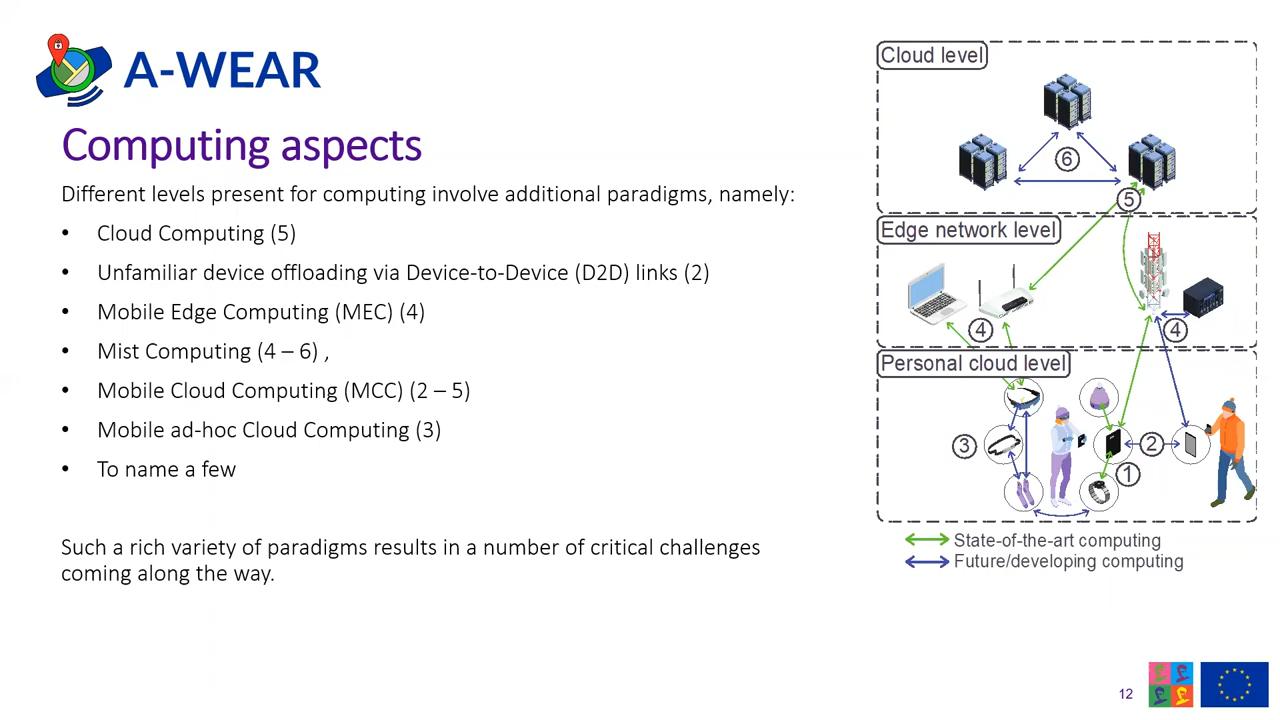 A-WEAR
Computing aspects
Different levels present for computing involve additional paradigms, namely:
• Cloud Computing (5)
• Unfamiliar device offloading via Device-to-Device (D2D) links (2)
• Mobile Edge Computing (MEC) (4)
• Mist Computing (4 – 6) ,
• Mobile Cloud Computing (MCC) (2 – 5)
• Mobile ad-hoc Cloud Computing (3)
• To name a few
Such a rich variety of paradigms results in a number of critical challenges
coming along the way.
Cloud level
6
5
Edge network level
4
4
Personal cloud level
3
2
1
State-of-the-art computing
Future/developing computing
12